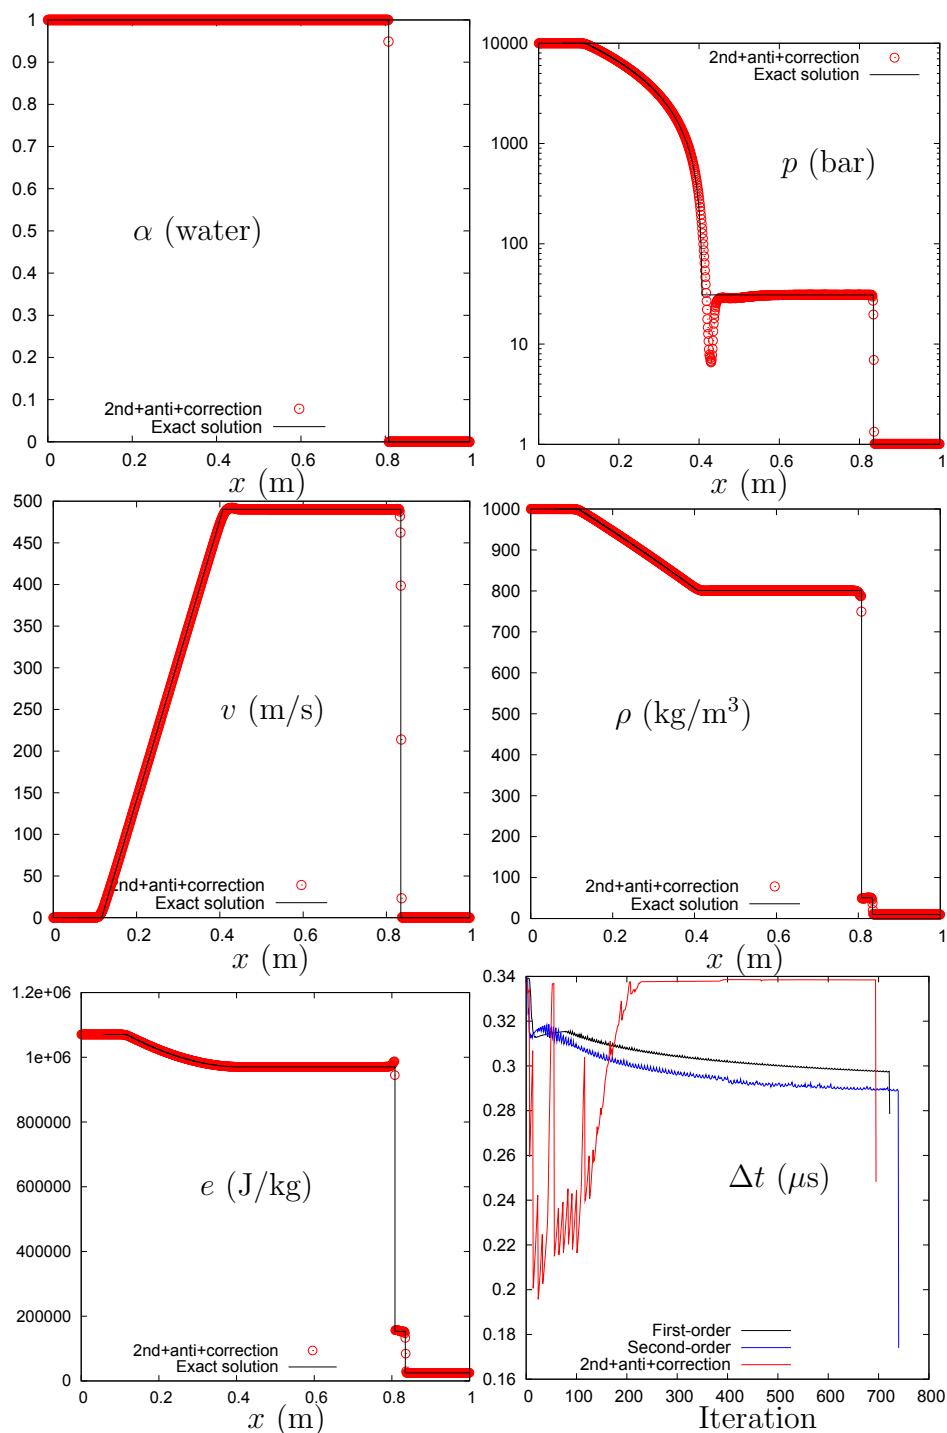 1
0.9
0.8
0.7
0.6
0.5
0.4
0.3
0.2
0.1
0
α (water)
2nd+anti+correction
Exact solution
0 0.2 0.4 0.6 0.8 1
x (m)
10000
1000
100
10
1
2nd+anti+correction
Exact solution
p (bar)
0 0.2 0.4 0.6 0.8 1
x (m)
500
450
400
350
300
250
200
150
100
50
0
v (m/s)
2nd+anti+correction
Exact solution
0 0.2 0.4 0.6 0.8 1
x (m)
1000
900
800
700
600
500
400
300
200
100
0
ρ (kg/m³)
2nd+anti+correction
Exact solution
0 0.2 0.4 0.6 0.8 1
x (m)
1.2e+06
1e+06
800000
600000
400000
200000
0
e (J/kg)
2nd+anti+correction
Exact solution
0 0.2 0.4 0.6 0.8 1
x (m)
0.34
0.32
0.3
0.28
0.26
0.24
0.22
0.2
0.18
0.16
Δt (μs)
First-order
Second-order
2nd+anti+correction
0 100 200 300 400 500 600 700 800
Iteration